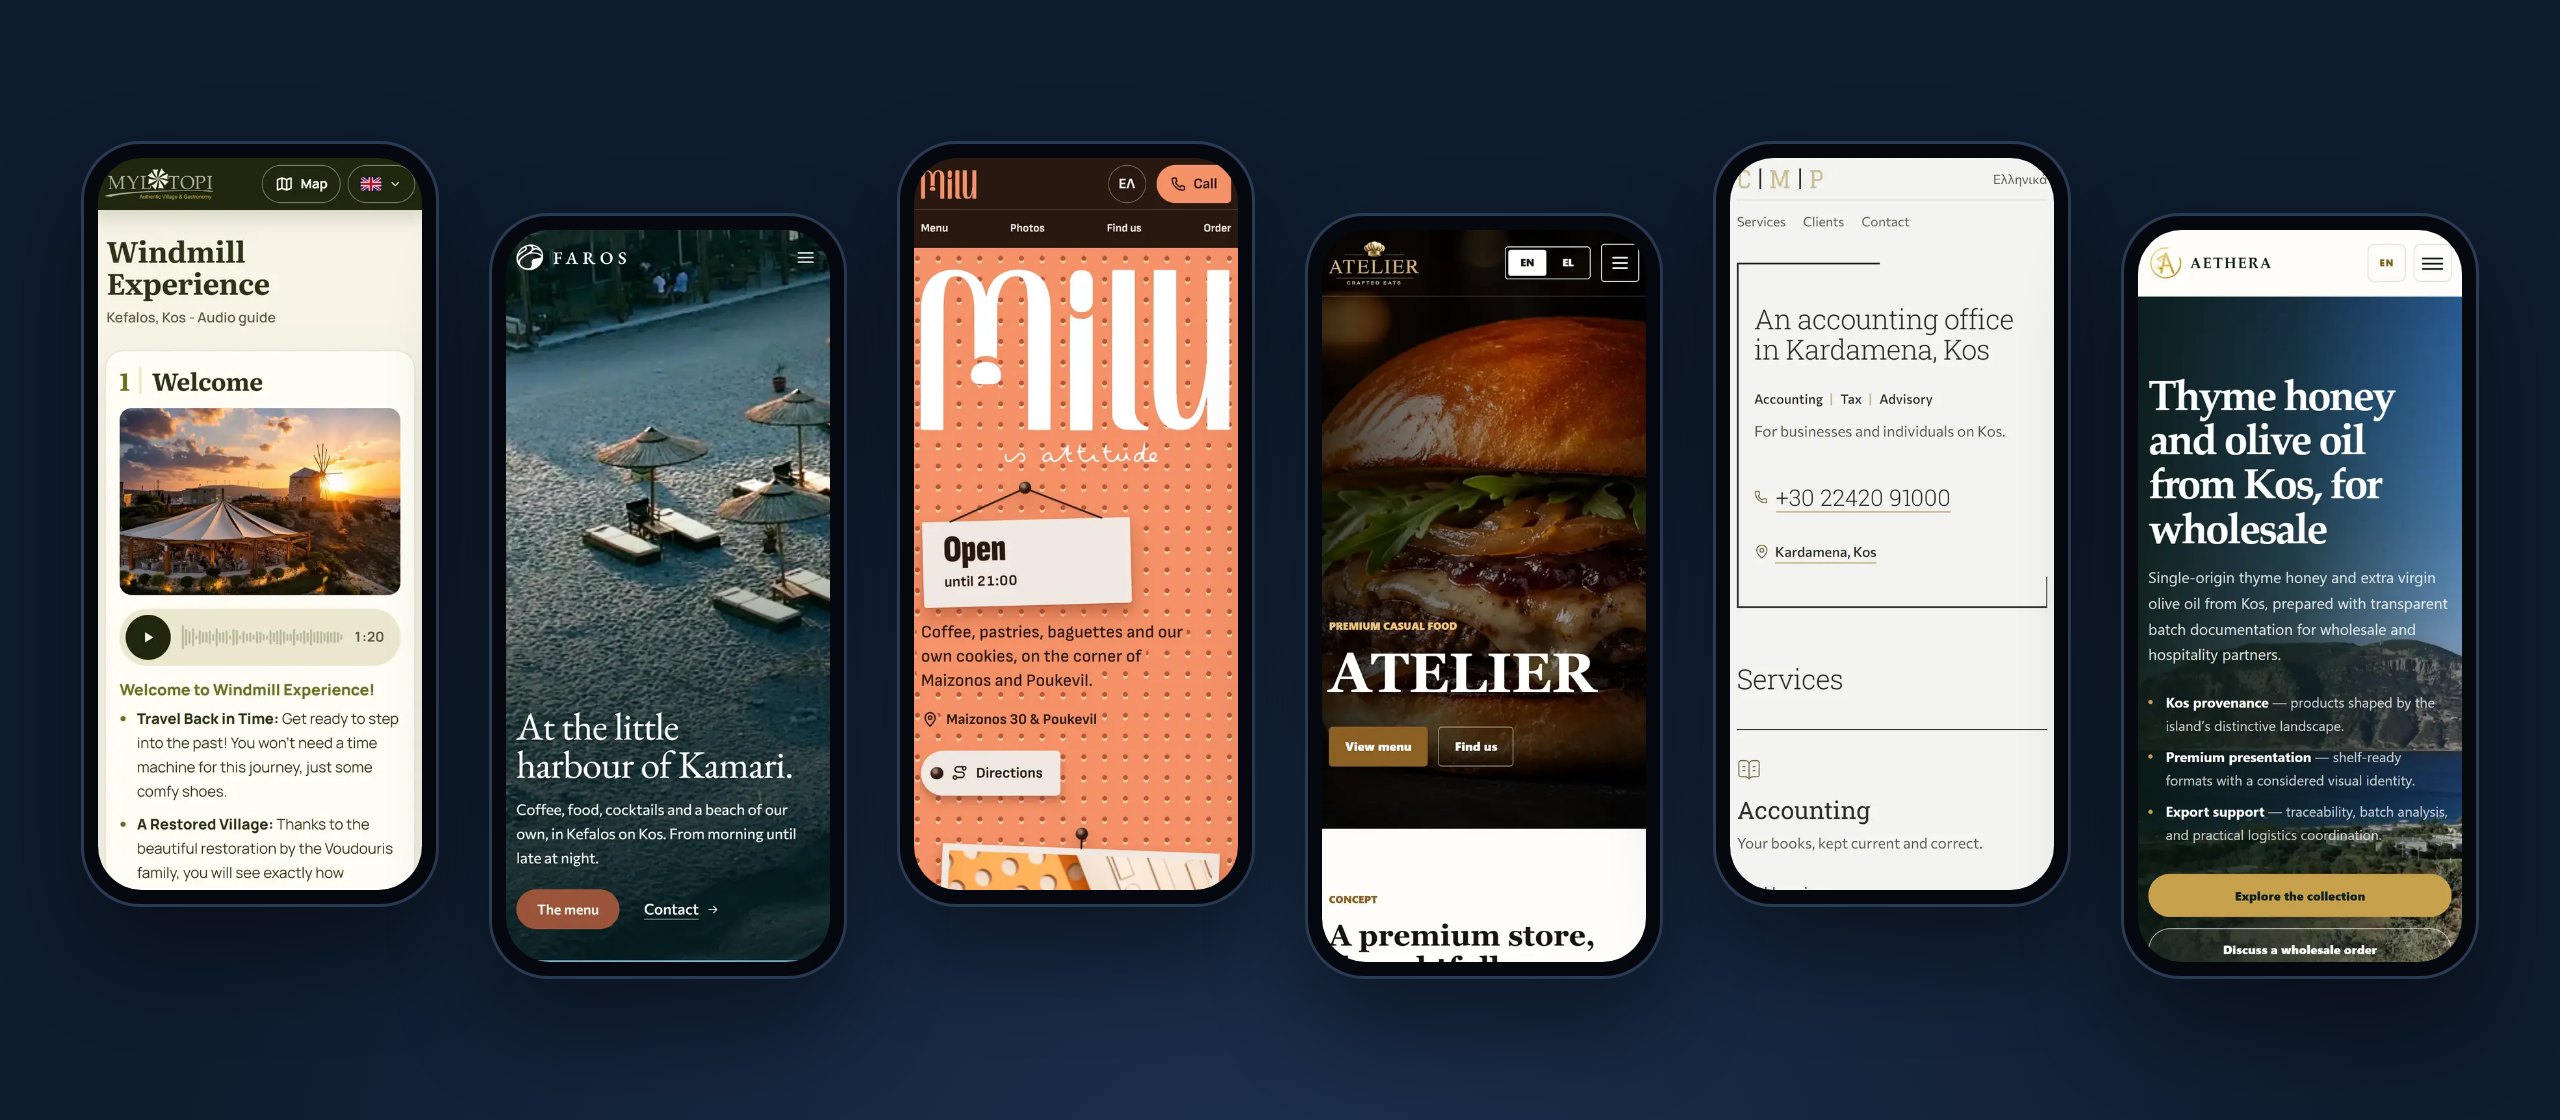 MYLOTOPI
Authentic Village & Gastronomy
Map
Windmill
Experience
Kefalos, Kos - Audio guide
1 Welcome
1:20
Welcome to Windmill Experience!
• Travel Back in Time: Get ready to step
into the past! You won't need a time
machine for this journey, just some
comfy shoes.
• A Restored Village: Thanks to the
beautiful restoration by the Voudouris
family, you will see exactly how
FAROS
At the little
harbour of Kamari.
Coffee, food, cocktails and a beach of our
own, in Kefalos on Kos. From morning until
late at night.
The menu
Contact →
milu
ΕΛ
Call
Menu Photos Find us Order
milu
is attitude
Open
until 21:00
Coffee, pastries, baguettes and our
own cookies, on the corner of
Maizonos and Poukevil.
Maizonos 30 & Poukevil
Directions
ATELIER
CRAFTED EATS
EN EL
PREMIUM CASUAL FOOD
ATELIER
View menu
Find us
CONCEPT
A premium store,
C | M | P
Ελληνικά
Services Clients Contact
An accounting office
in Kardamena, Kos
Accounting | Tax | Advisory
For businesses and individuals on Kos.
+30 22420 91000
Kardamena, Kos
Services
Accounting
Your books, kept current and correct.
AETHERA
EN
Thyme honey
and olive oil
from Kos, for
wholesale
Single-origin thyme honey and extra virgin
olive oil from Kos, prepared with transparent
batch documentation for wholesale and
hospitality partners.
• Kos provenance — products shaped by the
island's distinctive landscape.
• Premium presentation — shelf-ready
formats with a considered visual identity.
• Export support — traceability, batch analysis,
and practical logistics coordination.
Explore the collection
Discuss a wholesale order